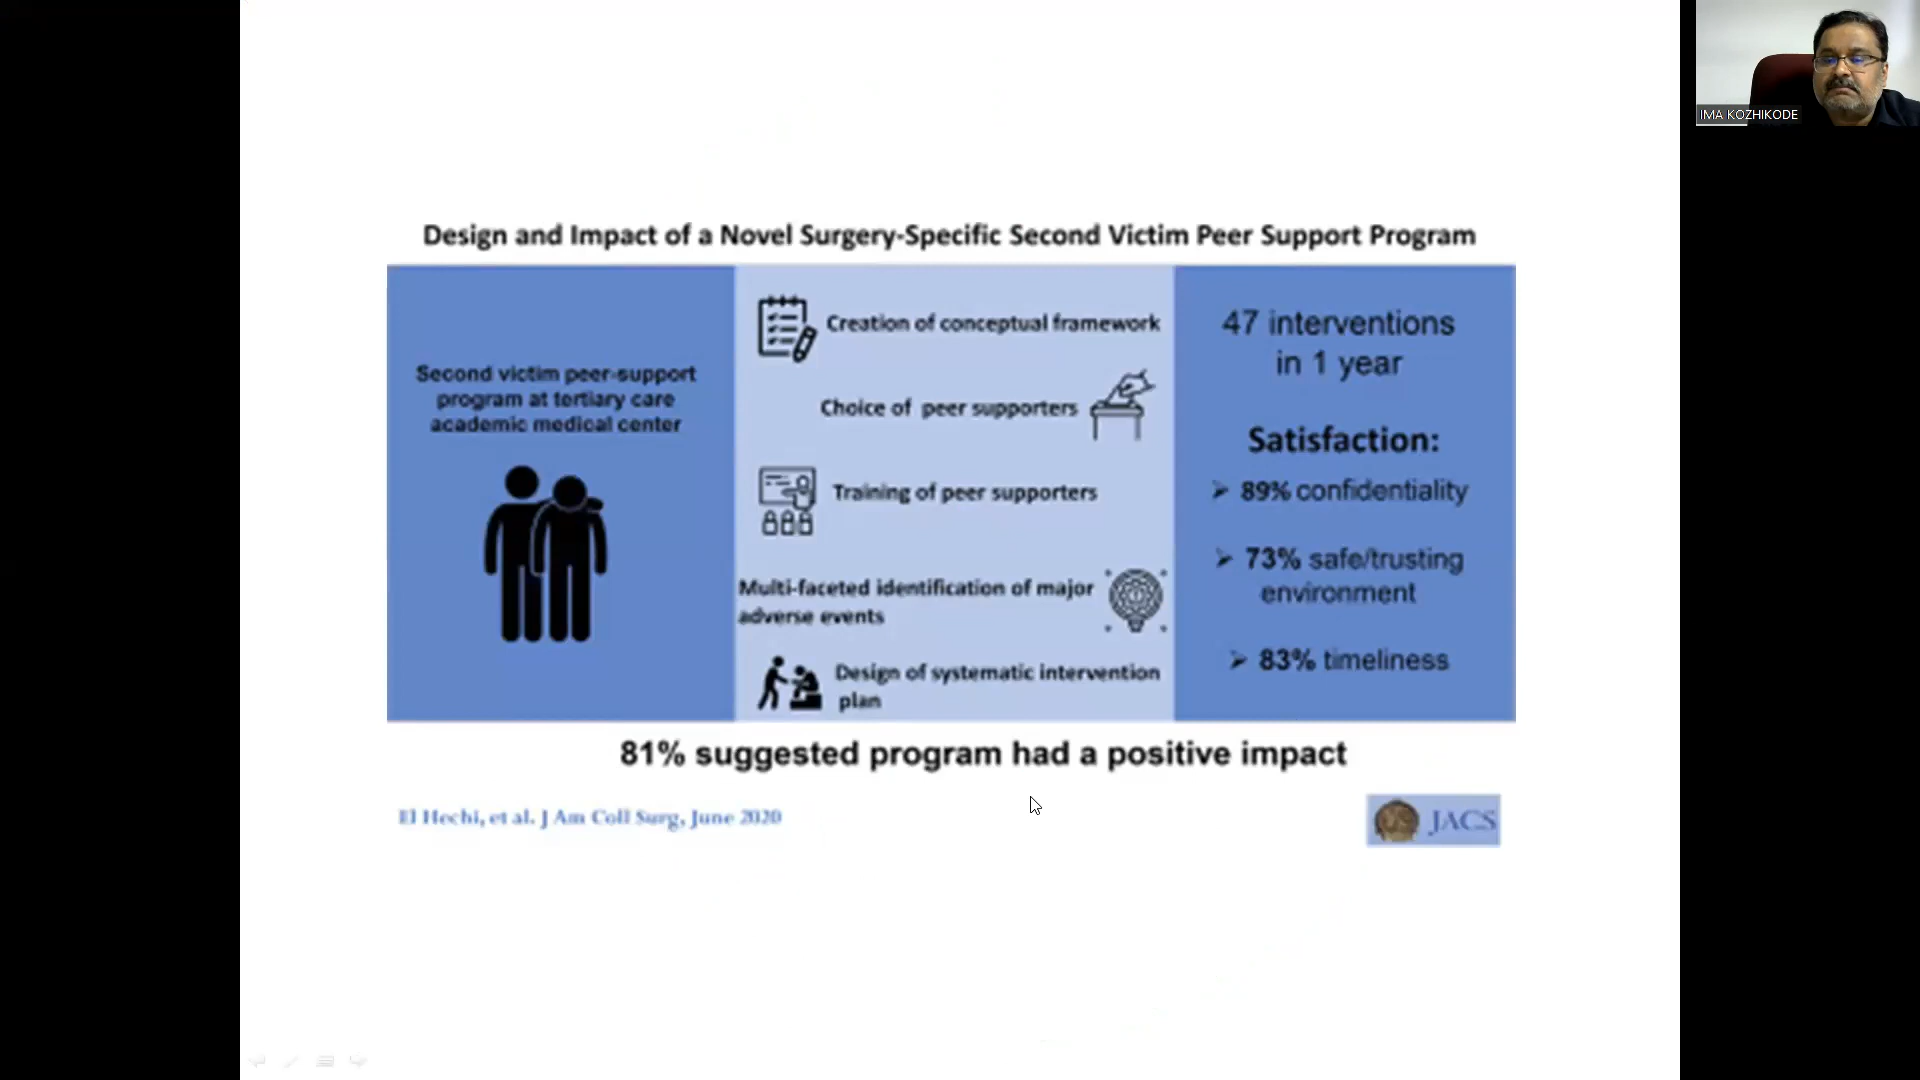 IMA KOZHIKODE
Design and Impact of a Novel Surgery-Specific Second Victim Peer Support Program
Second victim peer-support
program at tertiary care
academic medical center
Creation of conceptual framework
Choice of peer supporters
Training of peer supporters
Multi-faceted identification of major
adverse events
Design of systematic intervention
plan
47 interventions
in 1 year
Satisfaction:
➢ 89% confidentiality
➢ 73% safe/trusting
environment
➢ 83% timeliness
81% suggested program had a positive impact
El Hechi, et al. J Am Coll Surg, June 2020
JACS